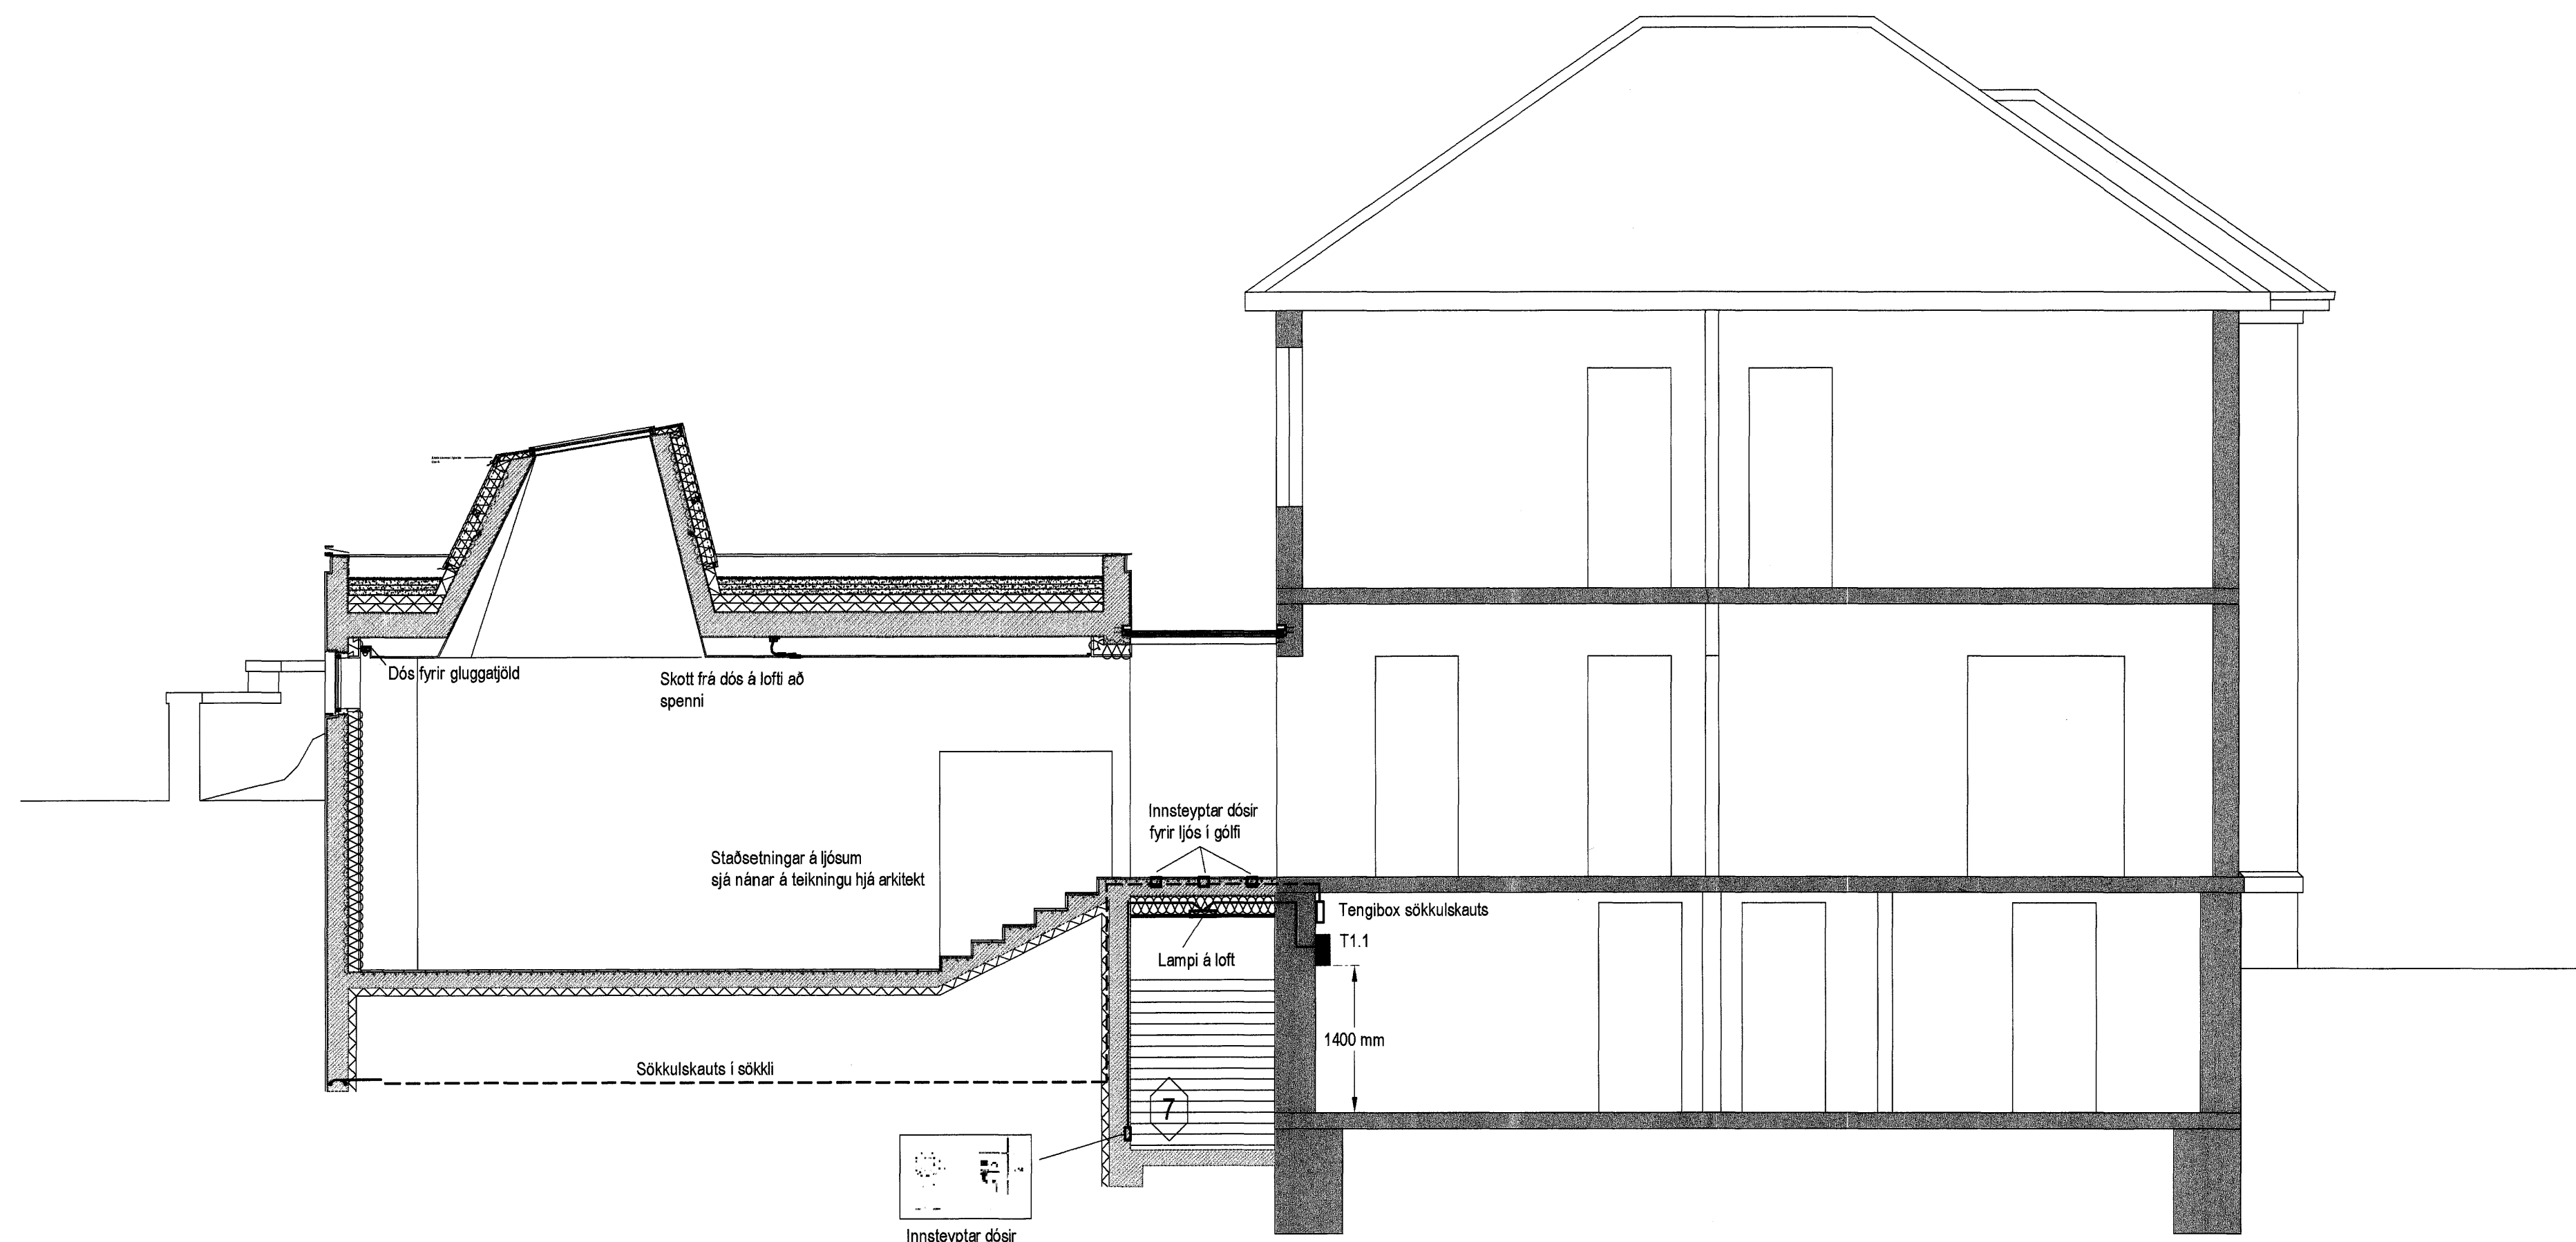 Dós fyrir gluggatjöld
Skott frá dós á lofti að
spenni
Innsteyptar dósir
fyrir ljós í gólfi
Staðsetningar á ljósum
sjá nánar á teikningu hjá arkitekt
Tengibox sökkulskauts
T1.1
Lampi á loft
1400 mm
Sökkulskauts í sökkli
7
Innsteyptar dósir